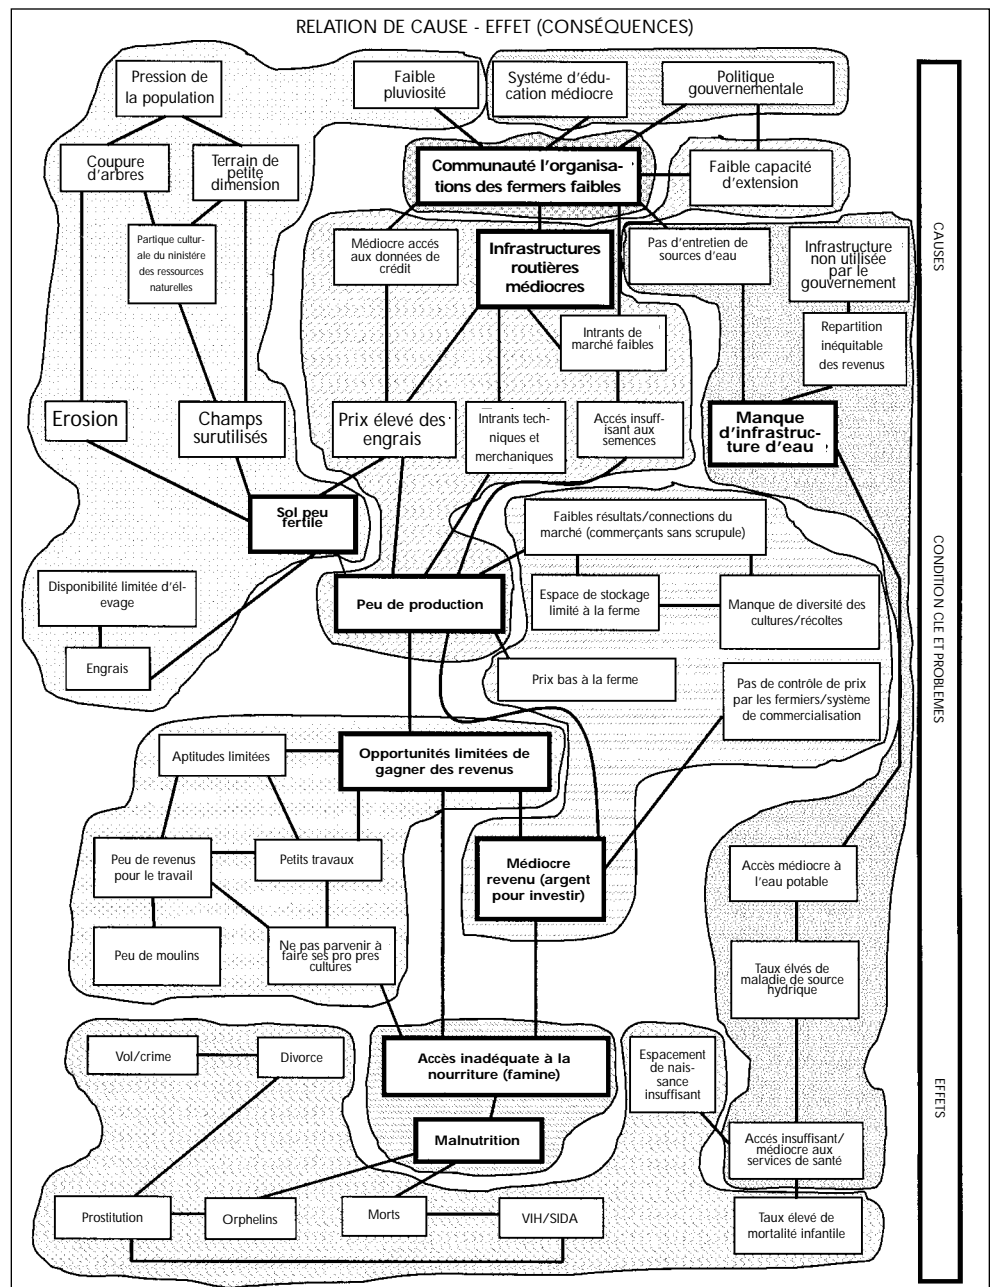 RELATION DE CAUSE - EFFET (CONSÉQUENCES)
Pression de
la population
Faible
pluviosité
Système d'édu-
cation médiocre
Politique
gouvernementale
Coupure
d'arbres
Terrain de
petite
dimension
Communauté l'organisa-
tions des fermers faibles
Faible capacité
d'extension
CAUSES
Partique cultur-
ale du ninistére
des ressources
naturelles
Médiocre accés
aux données de
crédit
Infrastructures
routières
médiocres
Pas d'entretien de
sources d'eau
Infrastructure
non utilisée
par le
gouvernement
Intrants de
marché faibles
Repartition
inéquitable
des revenus
Erosion
Champs
surutilisés
Prix élevé des
engrais
Intrants tech-
niques et
merchaniques
Accés insuff-
isant aux
semences
Manque
d'infrastruc-
ture d'eau
Sol peu
fertile
Faibles résultats/connections du
marché (commerçants sans scrupule)
CONDITION CLE ET PROBLEMES
Disponibilité limitée d'él-
evage
Peu de production
Espace de stockage
limité à la ferme
Manque de diversité des
cultures/récoltes
Engrais
Prix bas à la ferme
Pas de contrôle de prix
par les fermiers/système
de commercialisation
Aptitudes limitées
Opportunités limitées de
gagner des revenus
Peu de revenus
pour le travail
Petits travaux
Médiocre
revenu (argent
pour investir)
Accès médiocre à
l'eau potable
Peu de moulins
Ne pas parvenir à
faire ses pro pres
cultures
Taux élvés de
maladie de source
hydrique
Vol/crime
Divorce
Accès inadéquate à la
nourriture (famine)
Espacement
de nais-
sance
insuffisant
EFFETS
Malnutrition
Accés insuffisant/
médiocre aux
services de santé
Prostitution
Orphelins
Morts
VIH/SIDA
Taux élevé de
mortalité infantile